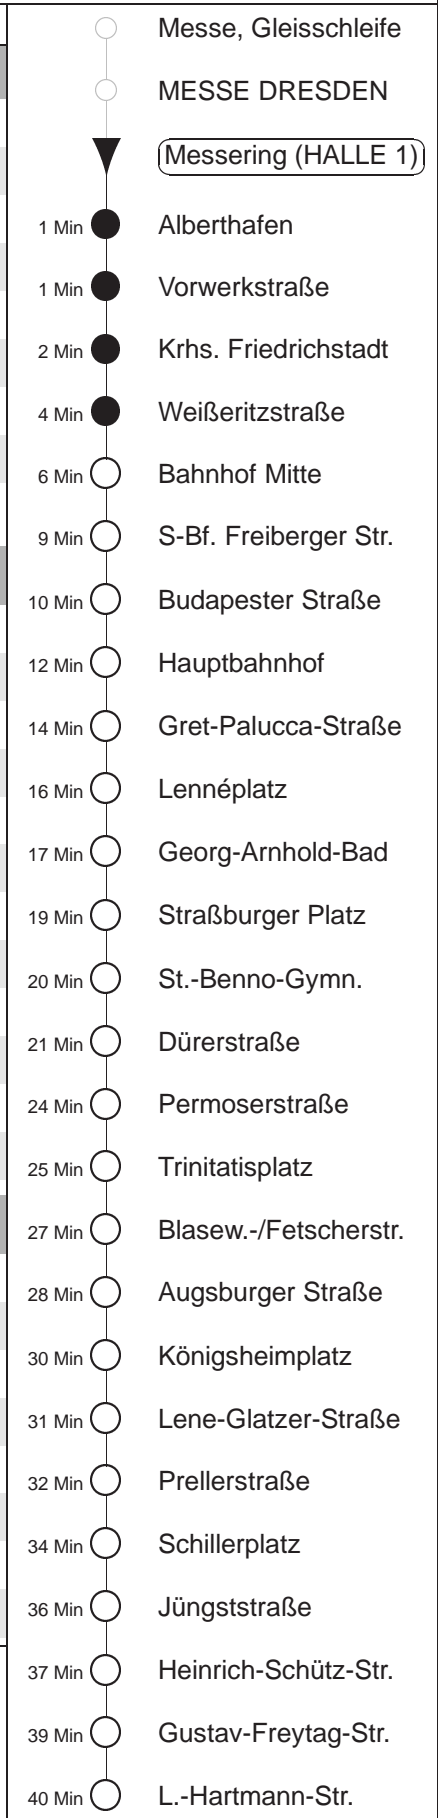 Messe, Gleisschleife
MESSE DRESDEN
Messering (HALLE 1)
1 Min Alberthafen
1 Min Vorwerkstraße
2 Min Krhs. Friedrichstadt
4 Min Weißeritzstraße
6 Min Bahnhof Mitte
9 Min S-Bf. Freiberger Str.
10 Min Budapester Straße
12 Min Hauptbahnhof
14 Min Gret-Palucca-Straße
16 Min Lennéplatz
17 Min Georg-Arnhold-Bad
19 Min Straßburger Platz
20 Min St.-Benno-Gymn.
21 Min Dürerstraße
24 Min Permoserstraße
25 Min Trinitatisplatz
27 Min Blasew.-/Fetscherstr.
28 Min Augsburger Straße
30 Min Königsheimplatz
31 Min Lene-Glatzer-Straße
32 Min Prellerstraße
34 Min Schillerplatz
36 Min Jüngststraße
37 Min Heinrich-Schütz-Str.
39 Min Gustav-Freytag-Str.
40 Min L.-Hartmann-Str.